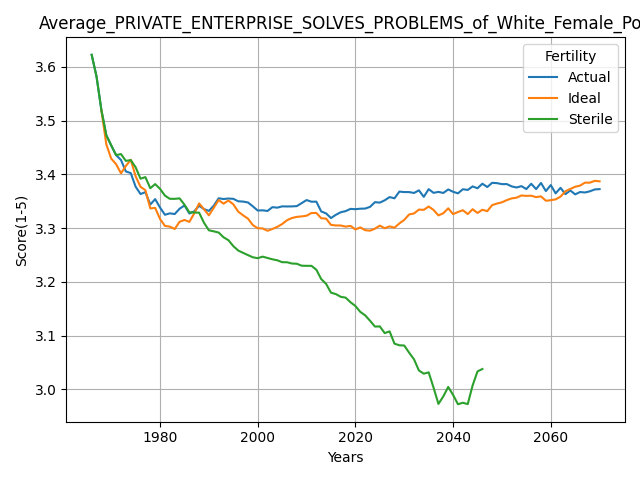 Average_PRIVATE_ENTERPRISE_SOLVES_PROBLEMS_of_White_Female_Po
Fertility
Actual
Ideal
Sterile
3.6
3.5
3.4
3.3
3.2
3.1
3.0
Score(1-5)
1980
2000
2020
2040
2060
Years